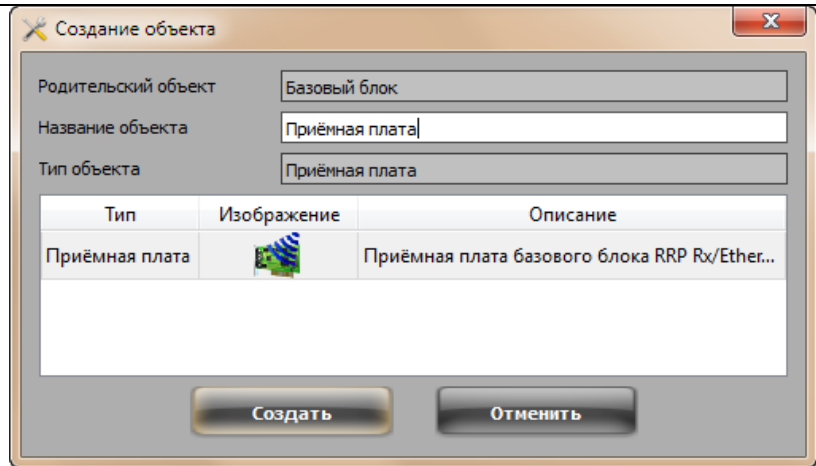 Создание объекта
Родительский объект Базовый блок
Название объекта Приёмная плата
Тип объекта Приёмная плата
Тип Изображение Описание
Приёмная плата Приёмная плата базового блока RRP Rx/Ether...
Создать Отменить